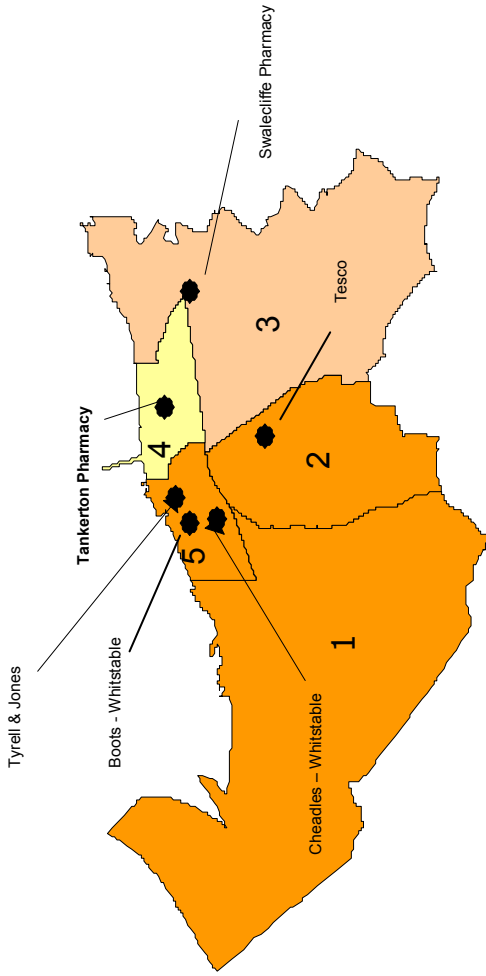 Tyrell & Jones
Boots - Whitstable
Tankerton Pharmacy
Swalecliffe Pharmacy
Tesco
Cheadles – Whitstable
1
2
3
4
5